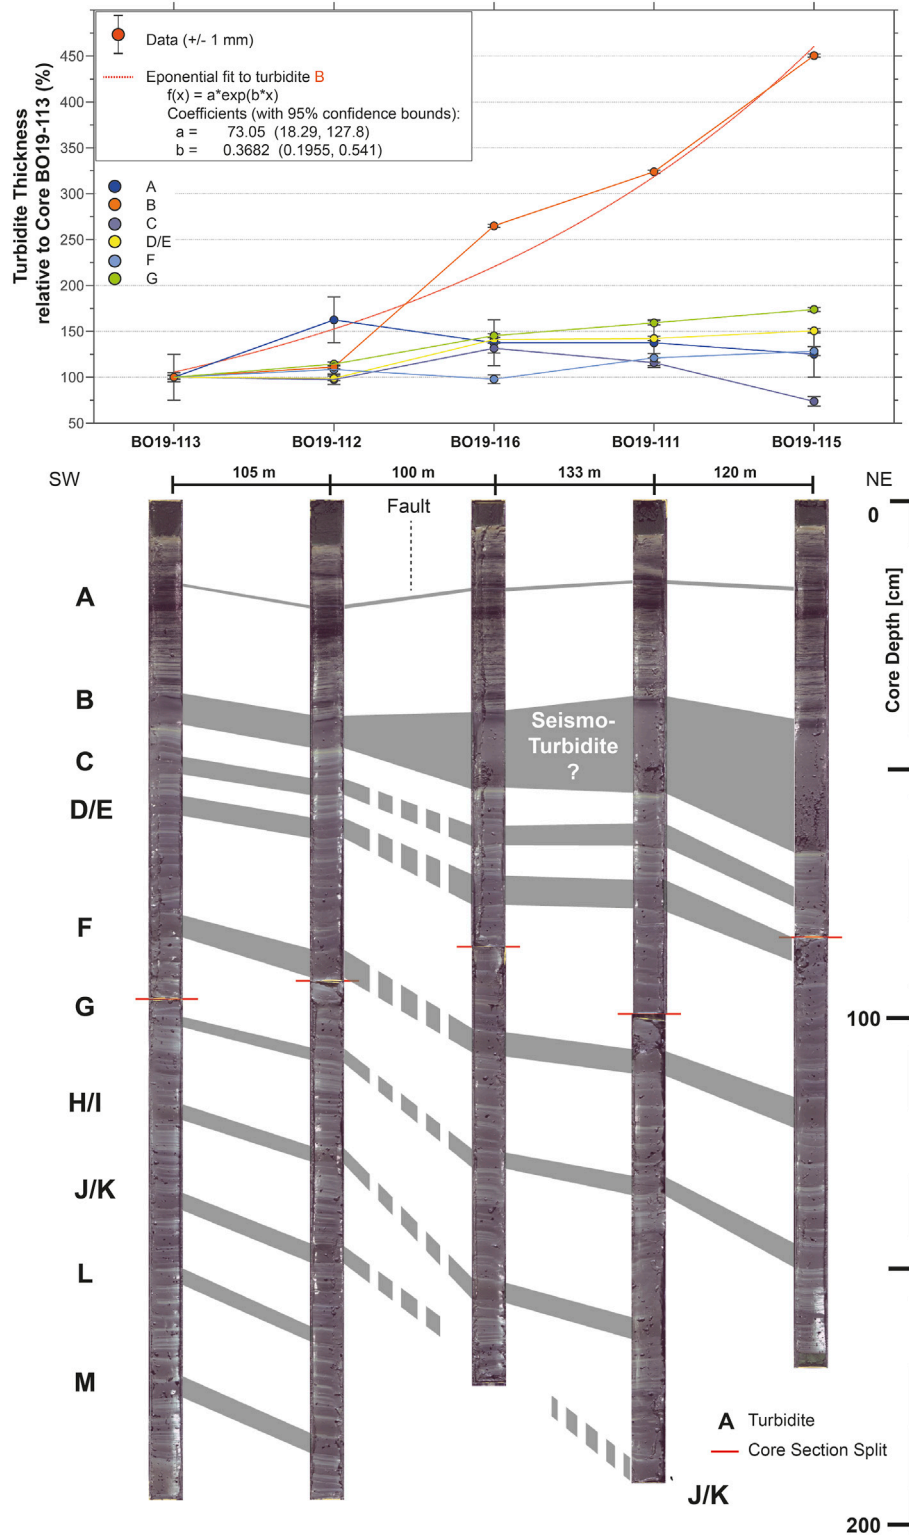 Turbidite Thickness
relative to Core BO19-113 (%)
450
400
350
300
250
200
150
100
50
Data (+/- 1 mm)
Eponential fit to turbidite B
f(x) = a*exp(b*x)
Coefficients (with 95% confidence bounds):
a = 73.05 (18.29, 127.8)
b = 0.3682 (0.1955, 0.541)
A
B
C
D/E
F
G
BO19-113 BO19-112 BO19-116 BO19-111 BO19-115
SW 105 m 100 m 133 m 120 m NE
Fault
0
Core Depth [cm]
A
B
Seismo-
Turbidite
?
C
D/E
F
G
100
H/I
J/K
L
M
A Turbidite
Core Section Split
J/K
200